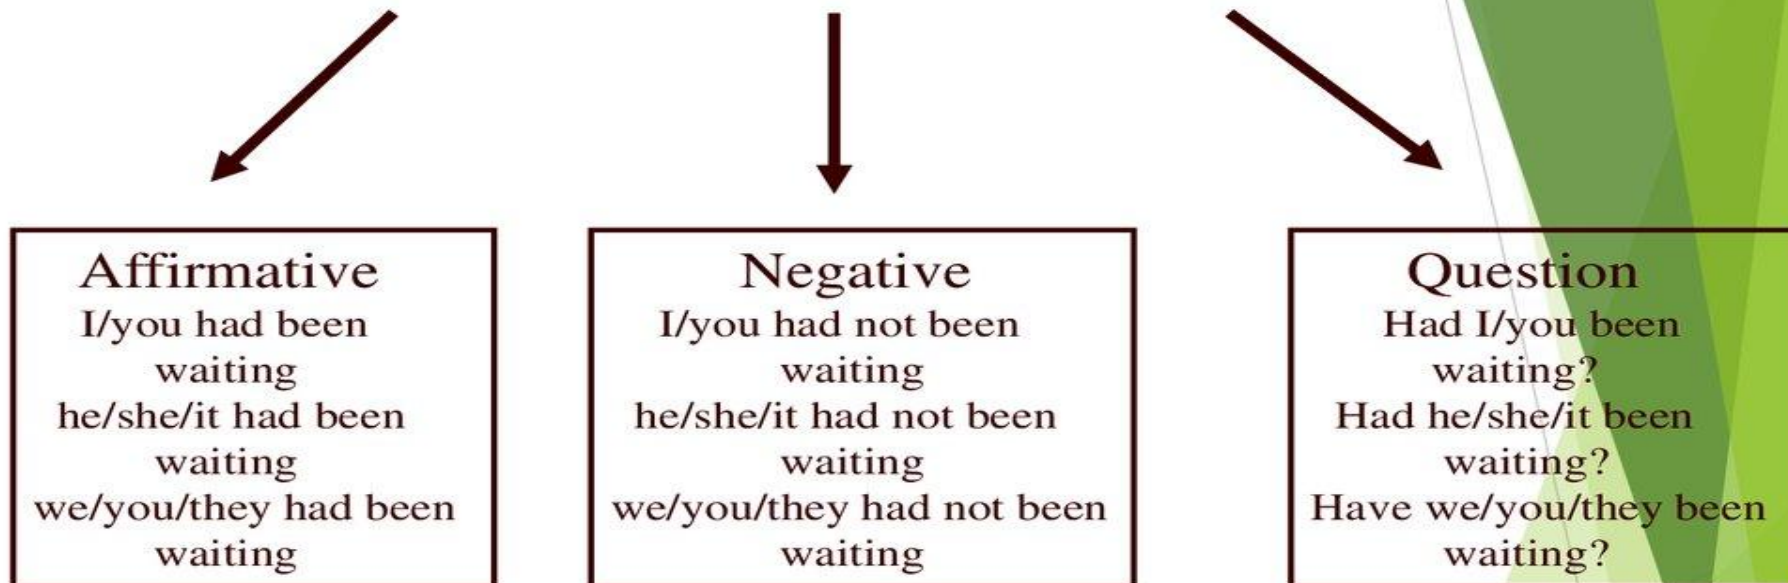 Affirmative
I/you had been
waiting
he/she/it had been
waiting
we/you/they had been
waiting
Negative
I/you had not been
waiting
he/she/it had not been
waiting
we/you/they had not been
waiting
Question
Had I/you been
waiting?
Had he/she/it been
waiting?
Have we/you/they been
waiting?